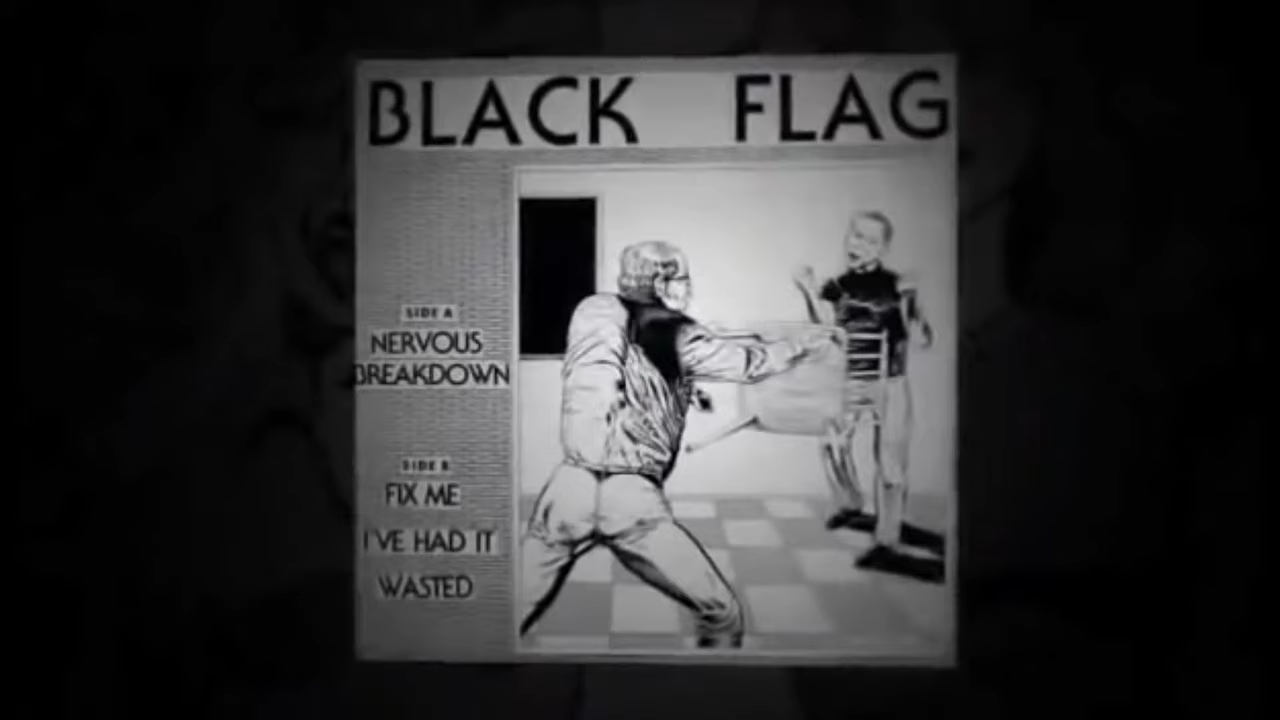 BLACK FLAG
SIDE A
NERVOUS
BREAKDOWN
SIDE B
FIX ME
I'VE HAD IT
WASTED